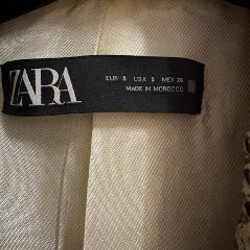 ZARA
EUR S USA S MEX 26
MADE IN MOROCCO